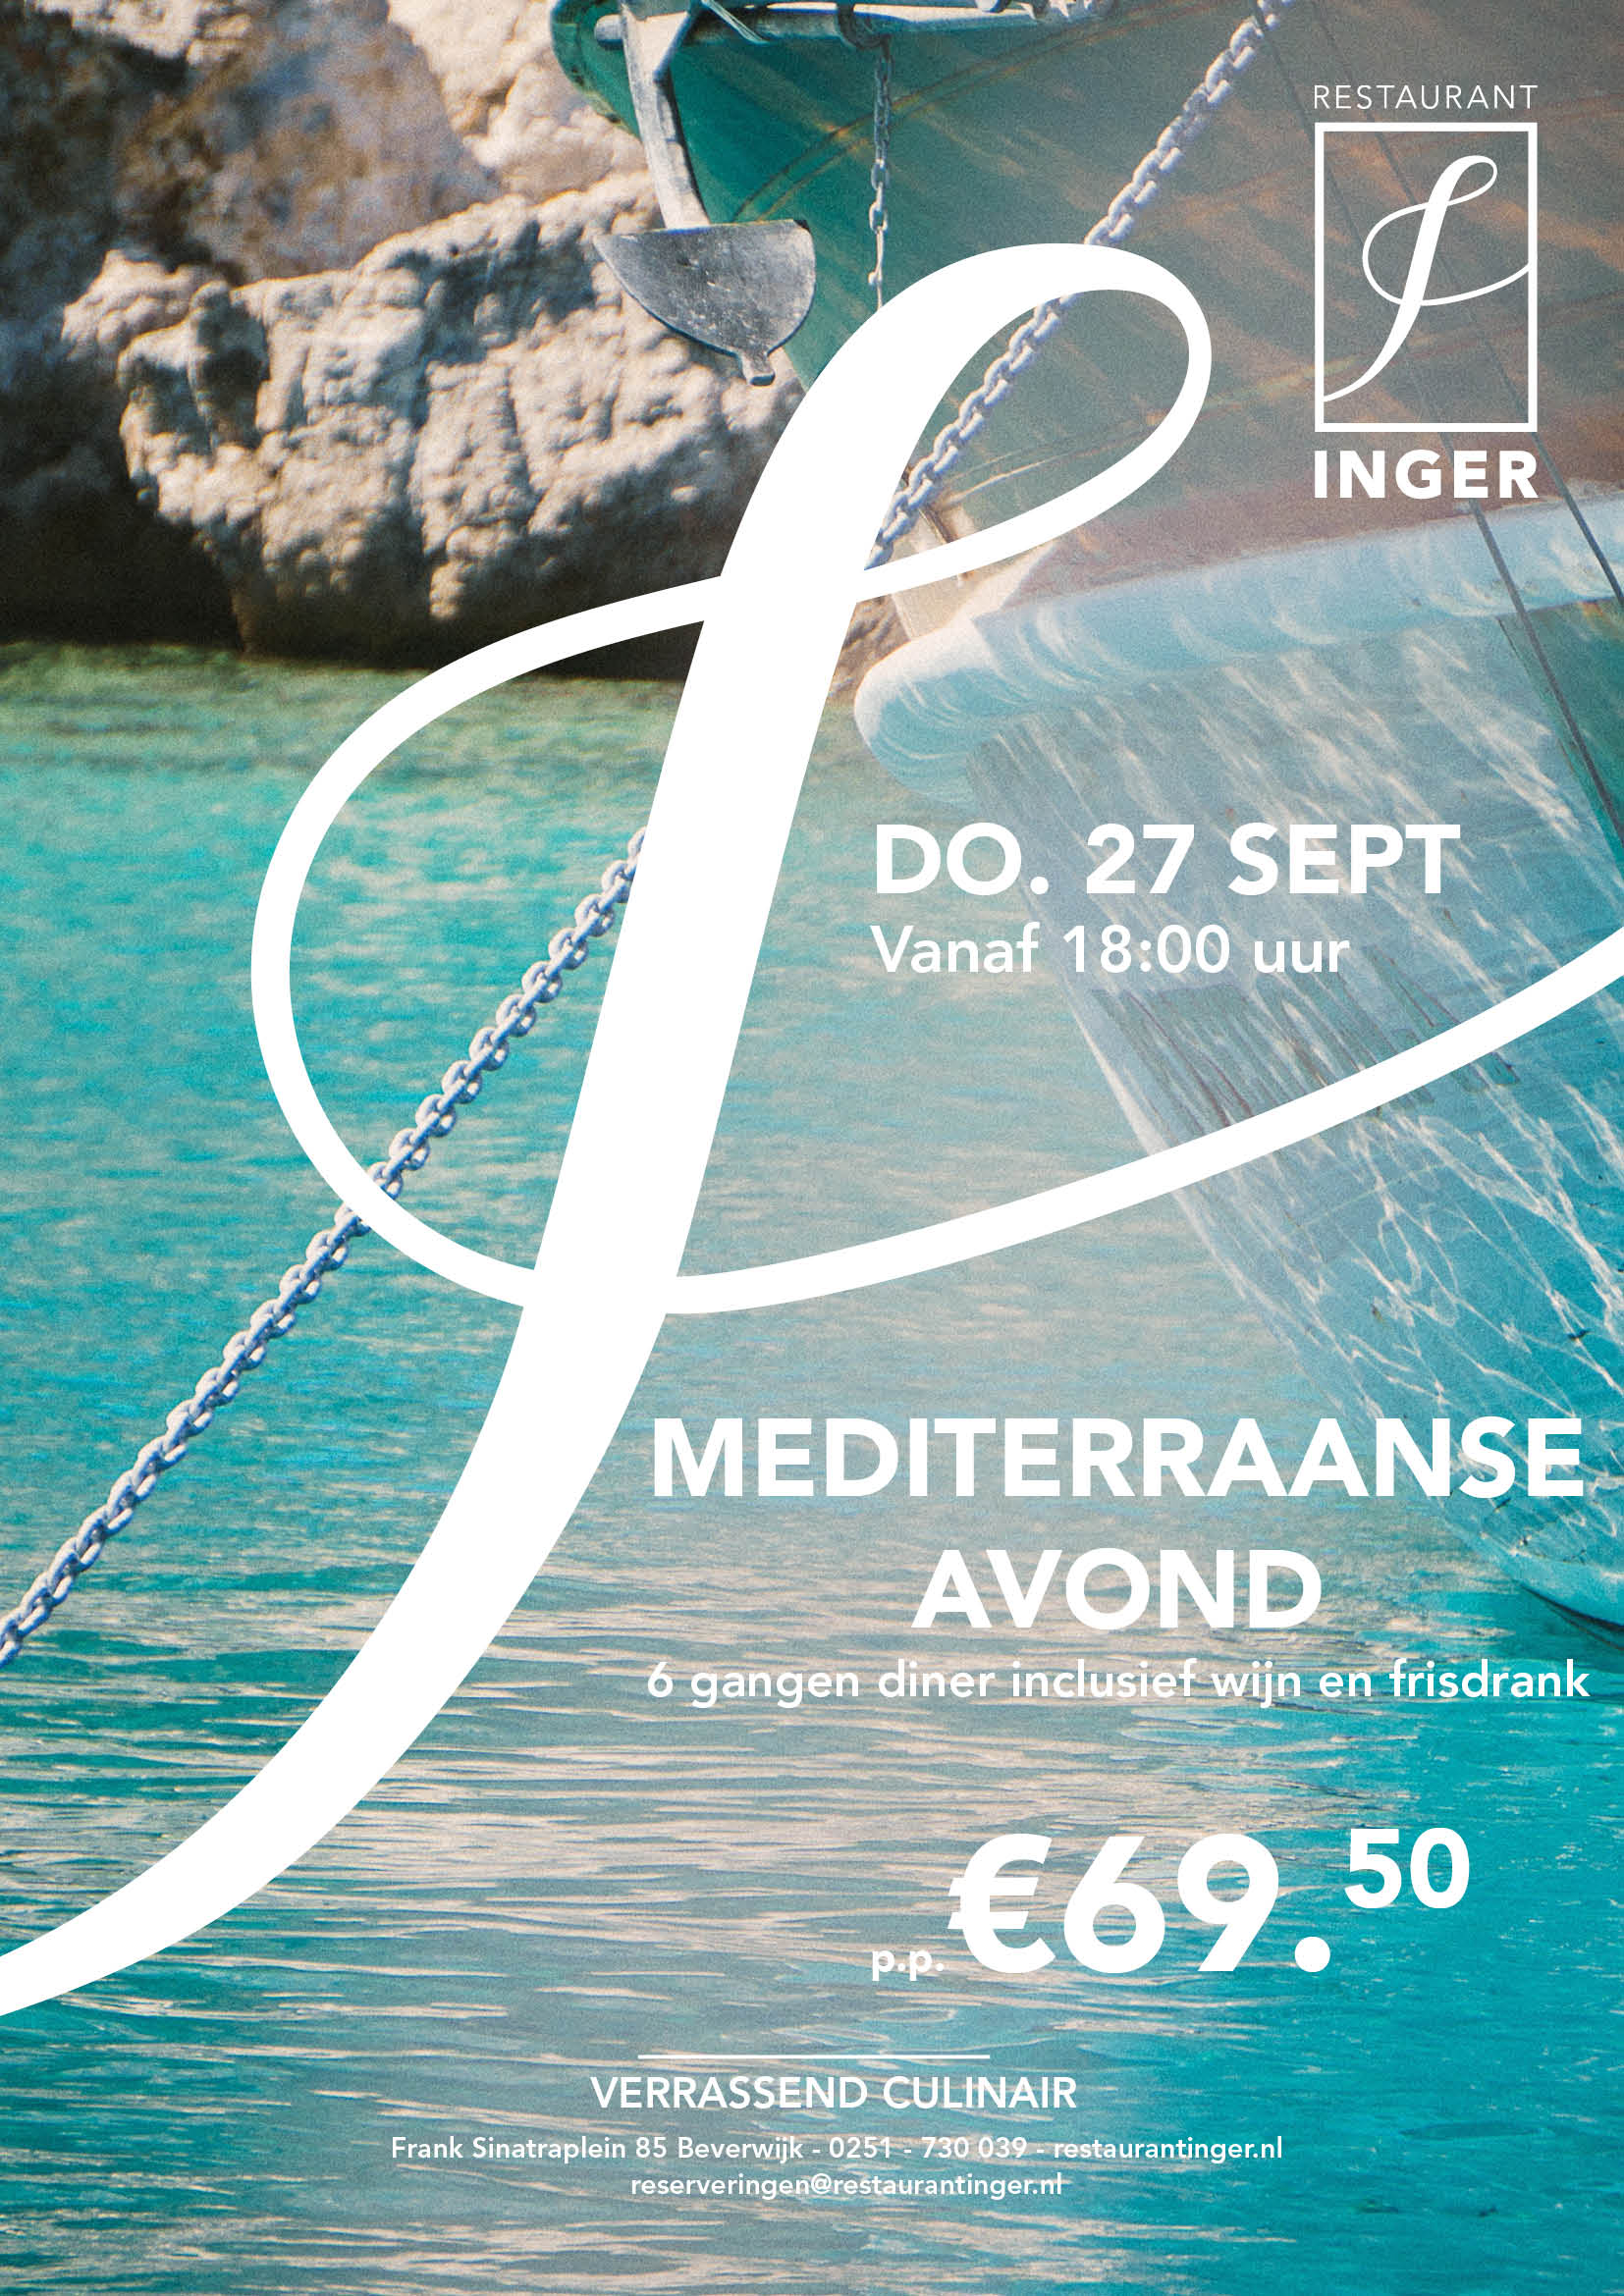 RESTAURANT
INGER
DO. 27 SEPT
Vanaf 18:00 uur
MEDITERRAANSE
AVOND
6 gangen diner inclusief wijn en frisdrank
p.p. €69.50
VERRASSEND CULINAIR
Frank Sinatraplein 85 Beverwijk - 0251 - 730 039 - restaurantinger.nl
reserveringen@restaurantinger.nl